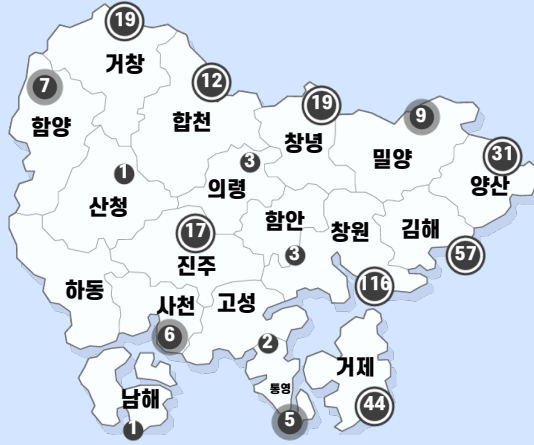 19
거창
7
함양
12
합천
19
창녕
9
밀양
31
양산
1
산청
3
의령
17
진주
함안
3
창원
김해
57
116
하동
사천
6
고성
2
통영
5
거제
44
남해
1